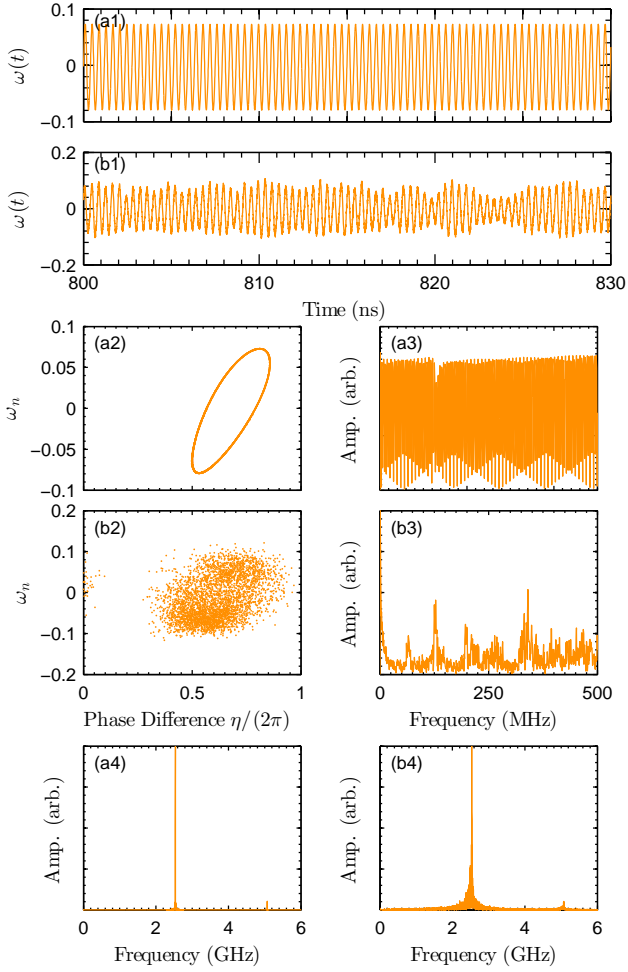 0.1
(a1)
ω(t)
0
−0.1
0.2
(b1)
ω(t)
0
−0.2
800 810 820 830
Time (ns)
0.1
(a2) (a3)
0.05
ω_n 0 Amp. (arb.)
−0.05
−0.1
0.2
(b2) (b3)
0.1
ω_n 0 Amp. (arb.)
−0.1
−0.2
0 0.5 1 0 250 500
Phase Difference η/(2π) Frequency (MHz)
(a4) (b4)
Amp. (arb.) Amp. (arb.)
0 2 4 6 0 2 4 6
Frequency (GHz) Frequency (GHz)